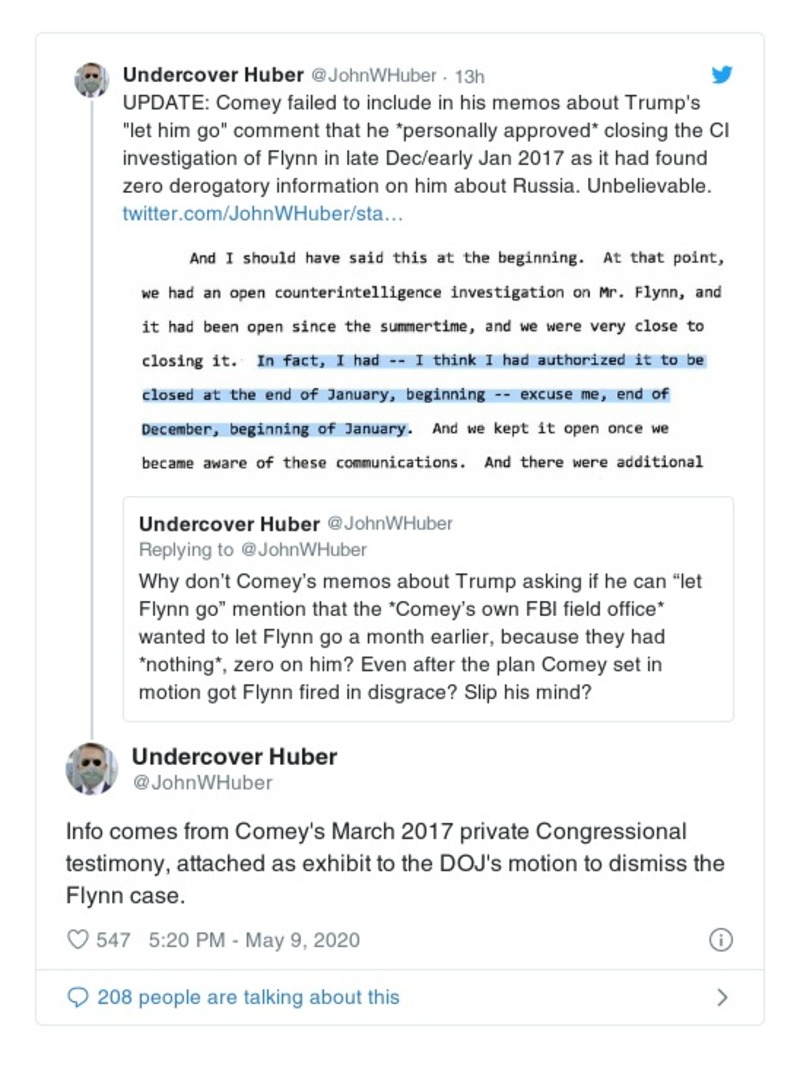 Undercover Huber @JohnWHuber · 13h
UPDATE: Comey failed to include in his memos about Trump's
"let him go" comment that he *personally approved* closing the CI
investigation of Flynn in late Dec/early Jan 2017 as it had found
zero derogatory information on him about Russia. Unbelievable.
twitter.com/JohnWHuber/sta…
And I should have said this at the beginning. At that point,
we had an open counterintelligence investigation on Mr. Flynn, and
it had been open since the summertime, and we were very close to
closing it. In fact, I had -- I think I had authorized it to be
closed at the end of January, beginning -- excuse me, end of
December, beginning of January. And we kept it open once we
became aware of these communications. And there were additional
Undercover Huber @JohnWHuber
Replying to @JohnWHuber
Why don’t Comey’s memos about Trump asking if he can “let
Flynn go” mention that the *Comey’s own FBI field office*
wanted to let Flynn go a month earlier, because they had
*nothing*, zero on him? Even after the plan Comey set in
motion got Flynn fired in disgrace? Slip his mind?
Undercover Huber
@JohnWHuber
Info comes from Comey's March 2017 private Congressional
testimony, attached as exhibit to the DOJ's motion to dismiss the
Flynn case.
547 5:20 PM - May 9, 2020
208 people are talking about this